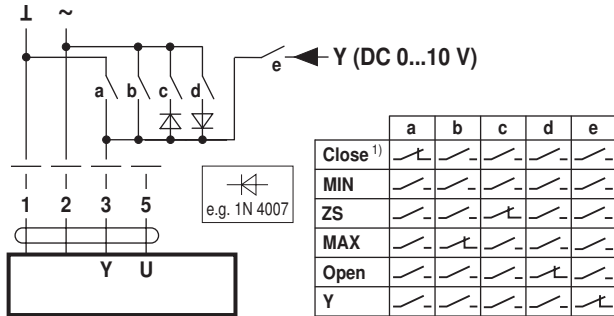 ⊥ ~
e Y (DC 0...10 V)
a b c d
e.g. 1N 4007
1 2 3 5
Y U
a b c d e
Close 1)
MIN
ZS
MAX
Open
Y